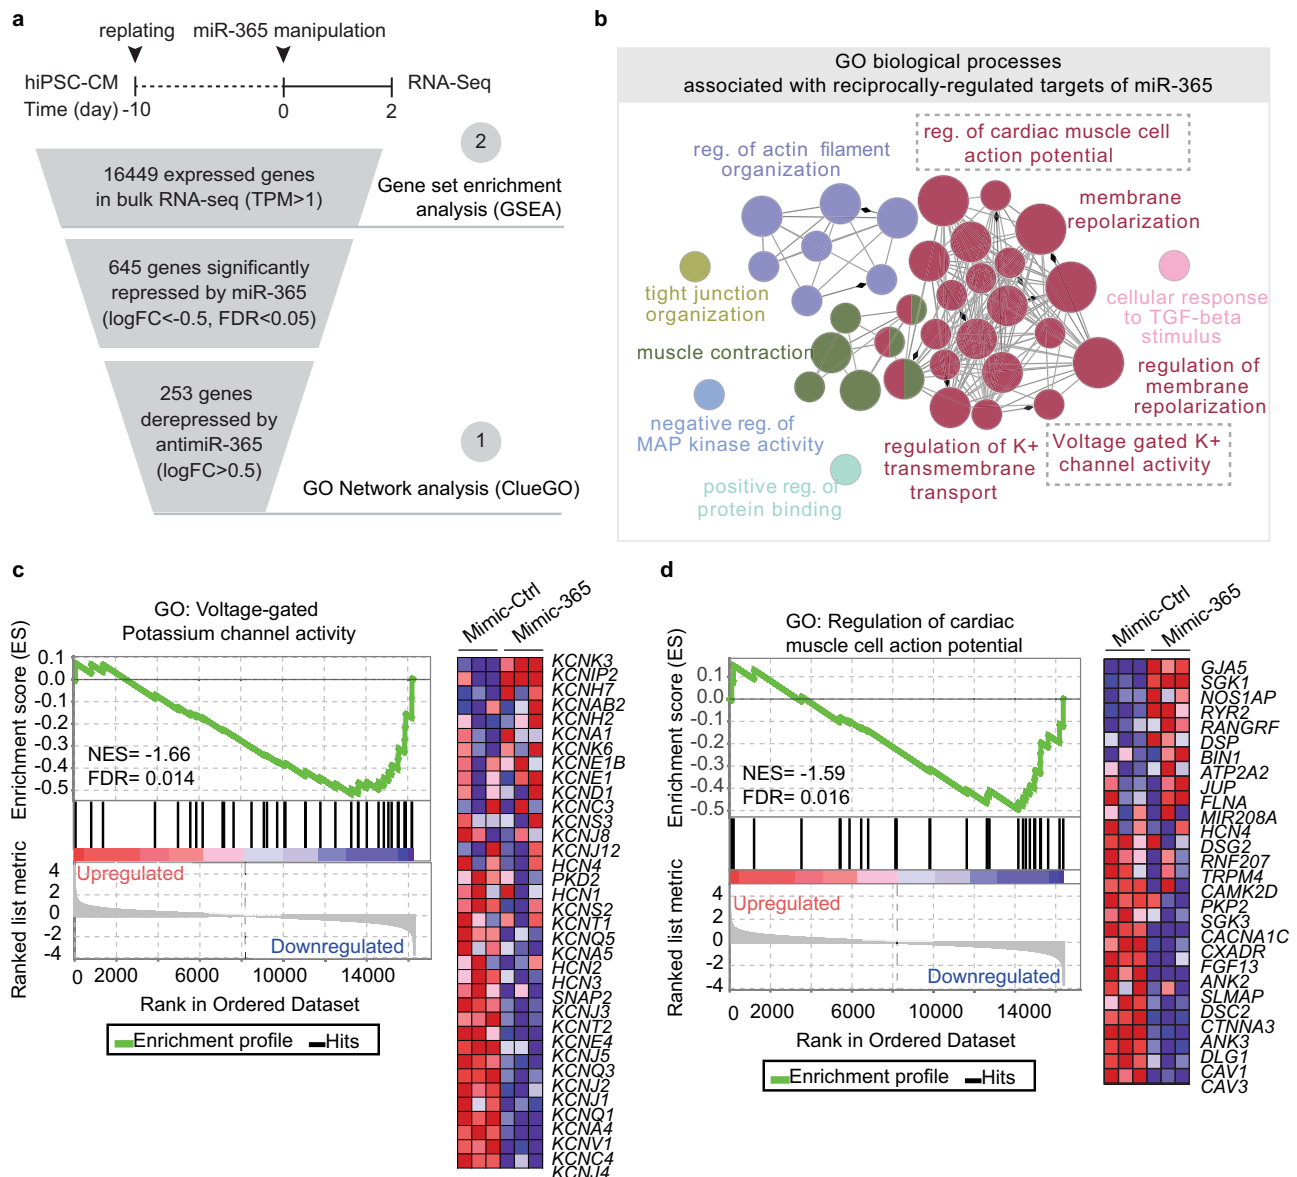 a
replating
miR-365 manipulation
hiPSC-CM
RNA-Seq
Time (day)
-10
0
2
2
16449 expressed genes
in bulk RNA-seq (TPM>1)
Gene set enrichment
analysis (GSEA)
645 genes significantly
repressed by miR-365
(logFC<-0.5, FDR<0.05)
253 genes
derepressed by
antimiR-365
(logFC>0.5)
1
GO Network analysis (ClueGO)
b
GO biological processes
associated with reciprocally-regulated targets of miR-365
reg. of actin filament
organization
reg. of cardiac muscle cell
action potential
membrane
repolarization
tight junction
organization
cellular response
to TGF-beta
stimulus
muscle contraction
regulation of
membrane
repolarization
negative reg. of
MAP kinase activity
regulation of K+
transmembrane
transport
Voltage gated K+
channel activity
positive reg. of
protein binding
c
GO: Voltage-gated
Potassium channel activity
Enrichment score (ES)
0.1
0.0
-0.1
-0.2
-0.3
-0.4
-0.5
NES= -1.66
FDR= 0.014
Ranked list metric
4
2
0
-2
-4
Upregulated
Downregulated
0 2000 6000 10000 14000
Rank in Ordered Dataset
Enrichment profile
Hits
Mimic-Ctrl
Mimic-365
KCNK3
KCNIP2
KCNH7
KCNAB2
KCNH2
KCNA1
KCNK6
KCNE1B
KCNE1
KCND1
KCNC3
KCNS3
KCNJ8
KCNJ12
HCN4
PKD2
HCN1
KCNS2
KCNT1
KCNQ5
KCNA5
HCN2
HCN3
SNAP2
KCNJ3
KCNT2
KCNE4
KCNJ5
KCNQ3
KCNJ2
KCNJ1
KCNQ1
KCNA4
KCNV1
KCNC4
KCNJ4
d
GO: Regulation of cardiac
muscle cell action potential
Enrichment score (ES)
0.1
0.0
-0.1
-0.2
-0.3
-0.4
-0.5
NES= -1.59
FDR= 0.016
Ranked list metric
4
2
0
-2
-4
Upregulated
Downregulated
0 2000 6000 10000 14000
Rank in Ordered Dataset
Enrichment profile
Hits
Mimic-Ctrl
Mimic-365
GJA5
SGK1
NOS1AP
RYR2
RANGRF
DSP
BIN1
ATP2A2
JUP
FLNA
MIR208A
HCN4
DSG2
RNF207
TRPM4
CAMK2D
PKP2
SGK3
CACNA1C
CXADR
FGF13
ANK2
SLMAP
DSC2
CTNNA3
ANK3
DLG1
CAV1
CAV3